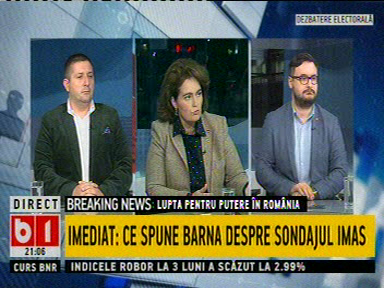 DEZBATERE ELECTORALĂ
DIRECT
BREAKING NEWS
LUPTA PENTRU PUTERE ÎN ROMÂNIA
B1
IMEDIAT: CE SPUNE BARNA DESPRE SONDAJUL IMAS
21:06
CURS BNR
INDICELE ROBOR LA 3 LUNI A SCĂZUT LA 2.99%